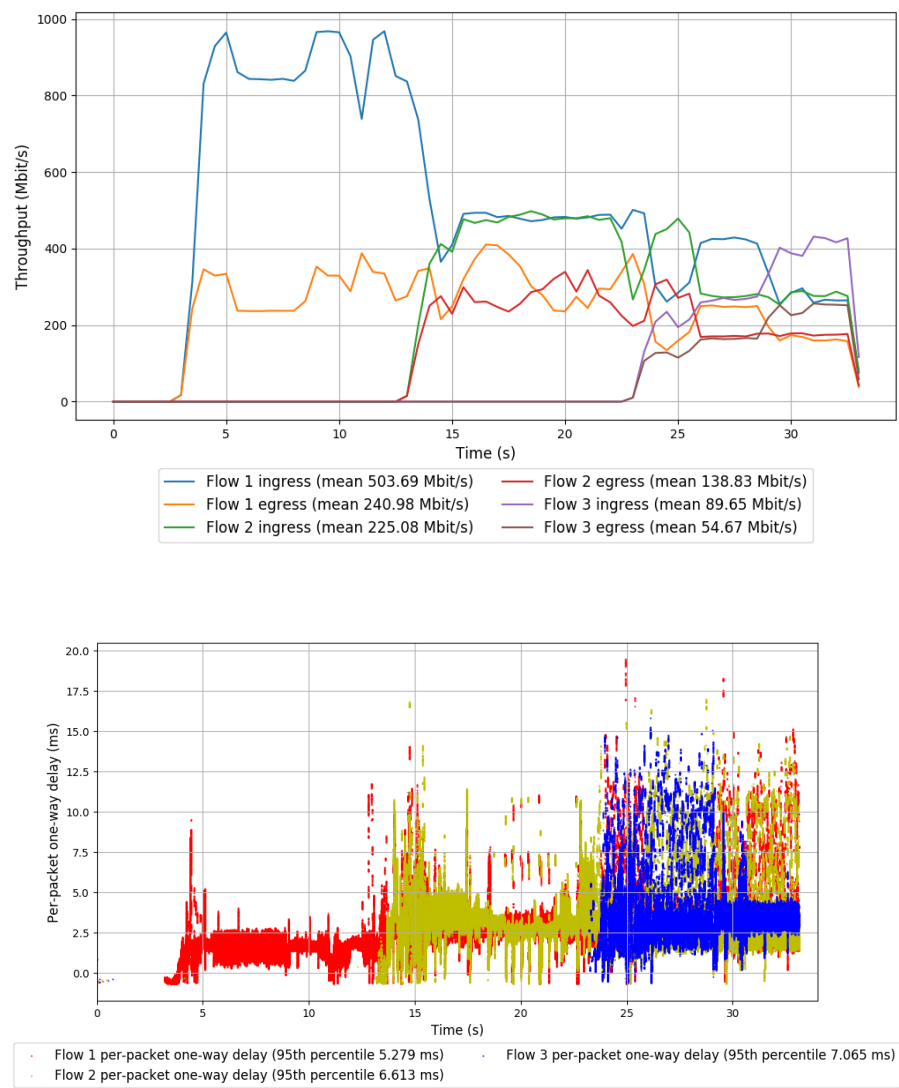 1000
800
600
400
200
0
Throughput (Mbit/s)
0 5 10 15 20 25 30
Time (s)
Flow 1 ingress (mean 503.69 Mbit/s) Flow 2 egress (mean 138.83 Mbit/s)
Flow 1 egress (mean 240.98 Mbit/s) Flow 3 ingress (mean 89.65 Mbit/s)
Flow 2 ingress (mean 225.08 Mbit/s) Flow 3 egress (mean 54.67 Mbit/s)
20.0
17.5
15.0
12.5
10.0
7.5
5.0
2.5
0.0
Per-packet one-way delay (ms)
0 5 10 15 20 25 30
Time (s)
Flow 1 per-packet one-way delay (95th percentile 5.279 ms) Flow 3 per-packet one-way delay (95th percentile 7.065 ms)
Flow 2 per-packet one-way delay (95th percentile 6.613 ms)